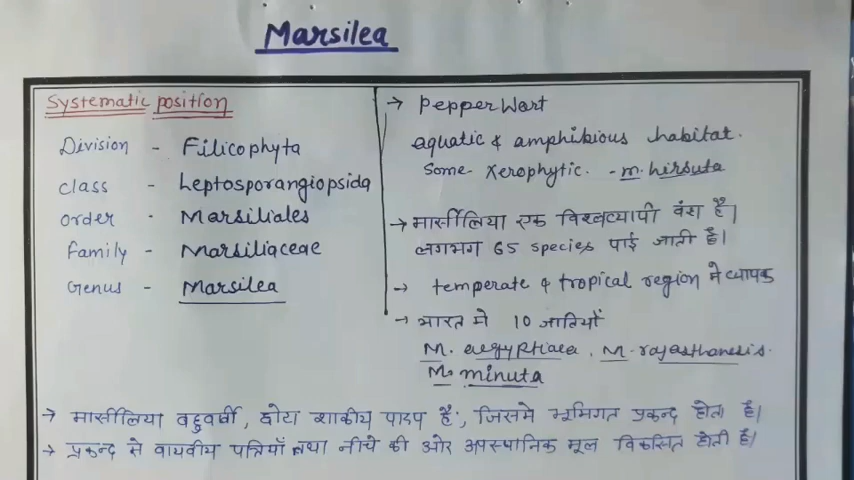 Marsilea
Systematic position
Division - Filicophyta
class - Leptosporangiopsida
order - Marsiliales
family - Marsiliaceae
Genus - Marsilea
→ Pepper Wort
aquatic & amphibious habitat.
Some Xerophytic. - m. hirsuta
→ मार्सीलिया एक विश्वव्यापी वंश है।
लगभग 65 species पाई जाती है।
→ temperate & tropical region मे व्यापक
→ भारत मे 10 जातियाँ
M. aegyptiaca, M. rajasthanesis.
M. minuta
→ मार्सीलिया बहुवर्षी, छोटा शाकीय पादप है, जिसमे भूमिगत प्रकन्द होता है।
→ प्रकन्द से वायवीय पत्तियाँ तथा नीचे की ओर अपस्थानिक मूल विकसित होती है।